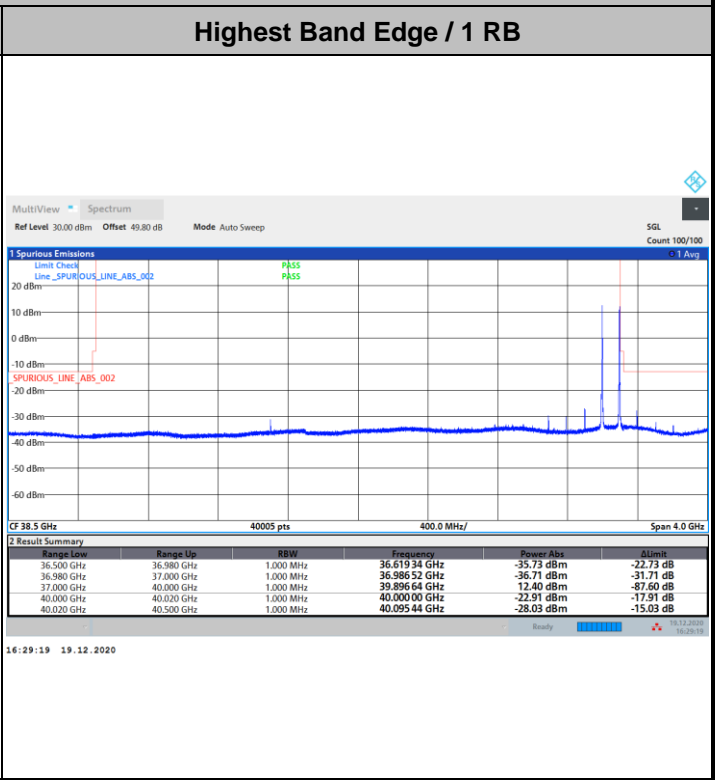 Highest Band Edge / 1 RB
MultiView Spectrum
Ref Level 30.00 dBm Offset 49.80 dB Mode Auto Sweep SGL
Count 100/100
1 Spurious Emissions 1 Avg
Limit Check PASS
Line _SPURIOUS_LINE_ABS_002 PASS
20 dBm
10 dBm
0 dBm
-10 dBm
_SPURIOUS_LINE_ABS_002
-20 dBm
-30 dBm
-40 dBm
-50 dBm
-60 dBm
CF 38.5 GHz 40005 pts 400.0 MHz/ Span 4.0 GHz
2 Result Summary
Range Low Range Up RBW Frequency Power Abs ΔLimit
36.500 GHz 36.980 GHz 1.000 MHz 36.619 34 GHz -35.73 dBm -22.73 dB
36.980 GHz 37.000 GHz 1.000 MHz 36.986 52 GHz -36.71 dBm -31.71 dB
37.000 GHz 40.000 GHz 1.000 MHz 39.896 64 GHz 12.40 dBm -87.60 dB
40.000 GHz 40.020 GHz 1.000 MHz 40.000 00 GHz -22.91 dBm -17.91 dB
40.020 GHz 40.500 GHz 1.000 MHz 40.095 44 GHz -28.03 dBm -15.03 dB
Ready 19.12.2020
16:29:19
16:29:19 19.12.2020